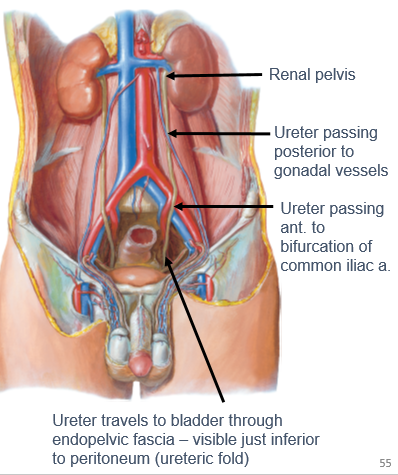 Renal pelvis
Ureter passing
posterior to
gonadal vessels
Ureter passing
ant. to
bifurcation of
common iliac a.
Ureter travels to bladder through
endopelvic fascia – visible just inferior
to peritoneum (ureteric fold)
55